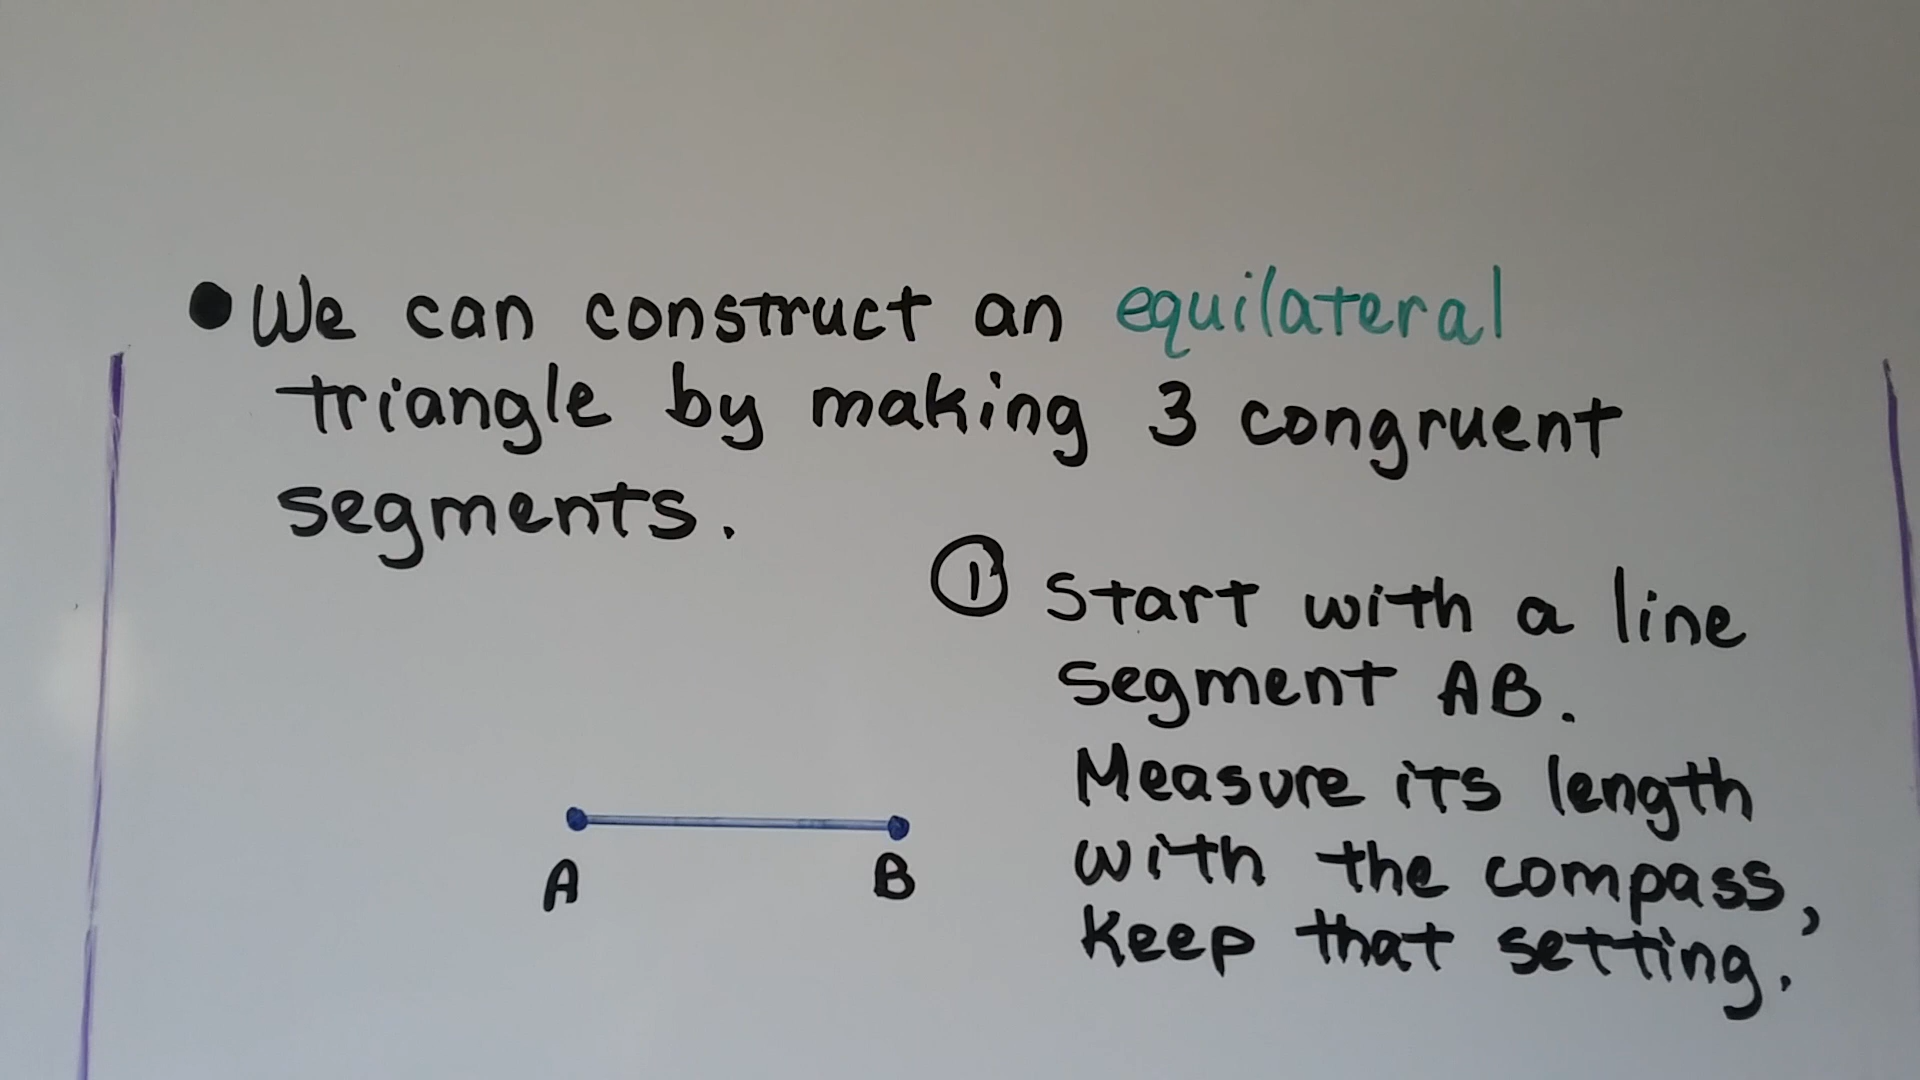 • We can construct an equilateral
triangle by making 3 congruent
segments.
① Start with a line
segment AB.
Measure its length
with the compass,
Keep that setting.
A
B